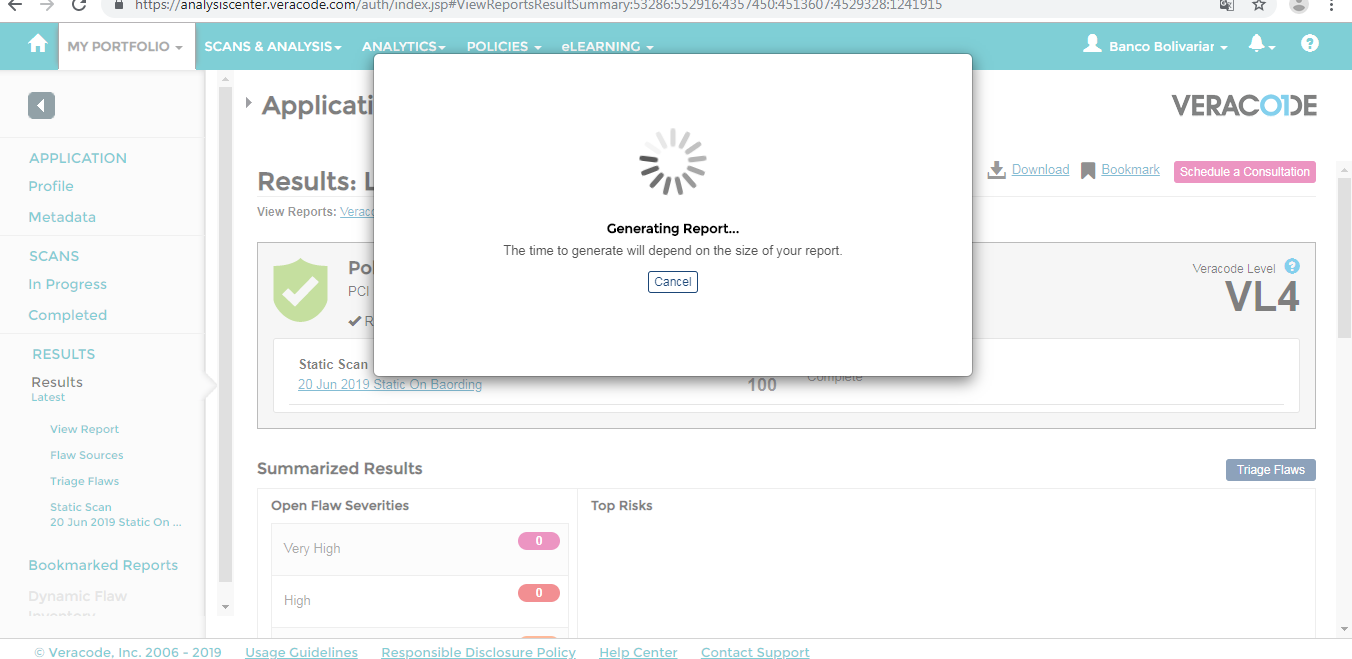 https://analysiscenter.veracode.com/auth/index.jsp#ViewReportsResultSummary:53286:552916:4357450:4513607:4529328:1241915
MY PORTFOLIO
SCANS & ANALYSIS
ANALYTICS
POLICIES
eLEARNING
Banco Bolivarian
Applicati
VERACODE
APPLICATION
Profile
Metadata
SCANS
In Progress
Completed
RESULTS
Results
Latest
View Report
Flaw Sources
Triage Flaws
Static Scan
20 Jun 2019 Static On ...
Bookmarked Reports
Dynamic Flaw
Inventory
Results: L
Download
Bookmark
Schedule a Consultation
View Reports: Verac
Generating Report...
The time to generate will depend on the size of your report.
Cancel
Pol
PCI
R
Veracode Level ?
VL4
Static Scan
20 Jun 2019 Static On Baording
100
Complete
Summarized Results
Triage Flaws
Open Flaw Severities
Top Risks
Very High
0
High
0
© Veracode, Inc. 2006 - 2019
Usage Guidelines
Responsible Disclosure Policy
Help Center
Contact Support